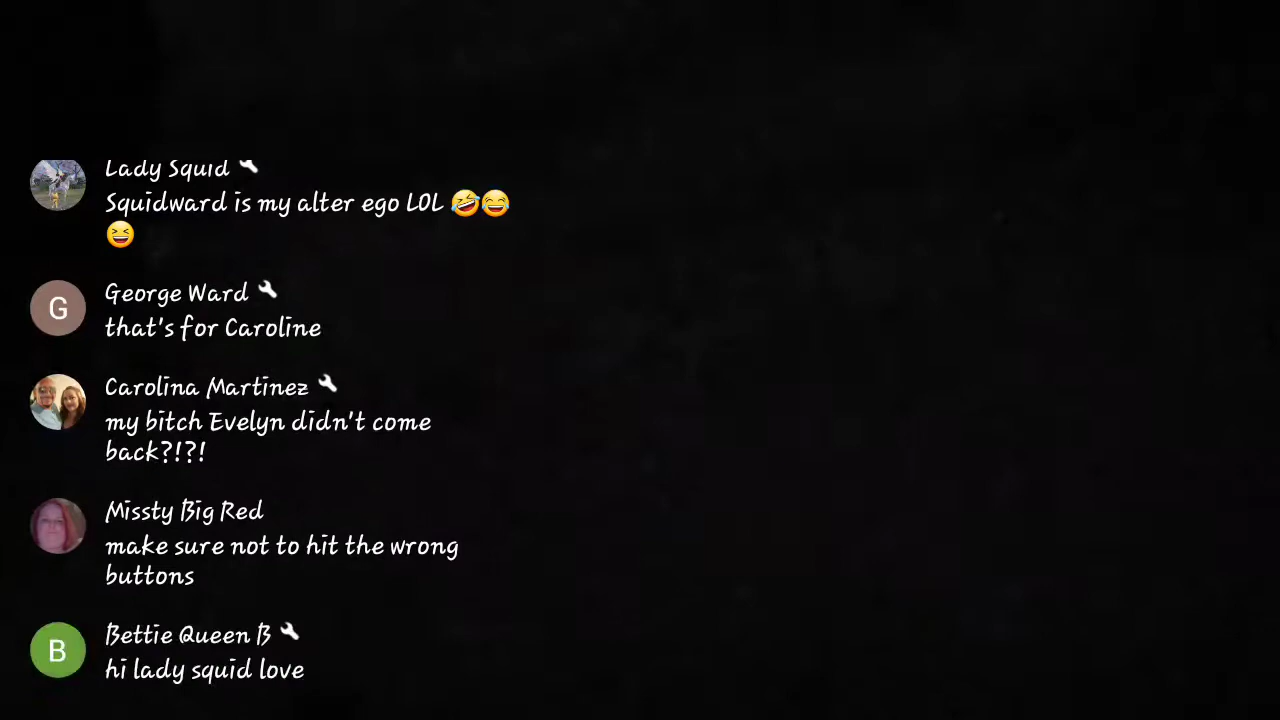 Lady Squid
Squidward is my alter ego LOL 🤣😂
😆
G
George Ward
that's for Caroline
Carolina Martinez
my bitch Evelyn didn't come
back?!?!
Missty Big Red
make sure not to hit the wrong
buttons
B
Bettie Queen B
hi lady squid love